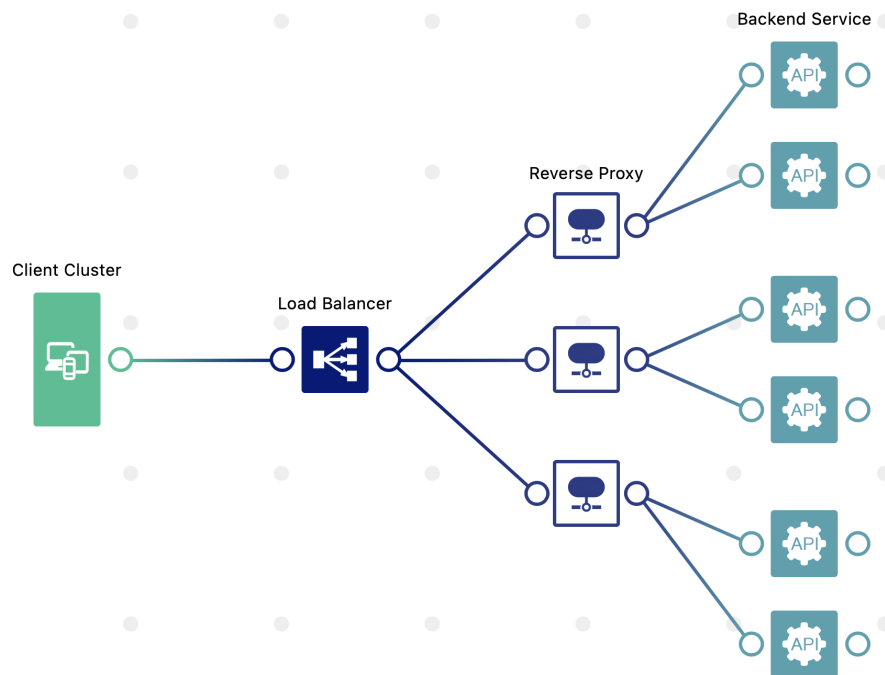 Backend Service
API
API
Reverse Proxy
Client Cluster
Load Balancer
API
API
API
API